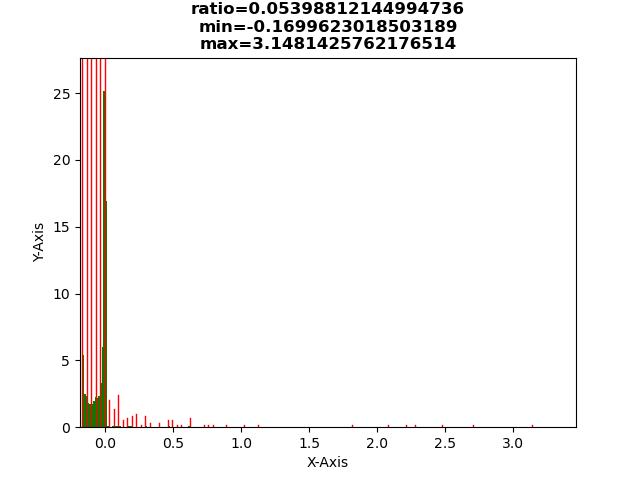 ratio=0.05398812144994736
min=-0.1699623018503189
max=3.1481425762176514
25
20
15
10
5
0
Y-Axis
0.0 0.5 1.0 1.5 2.0 2.5 3.0
X-Axis